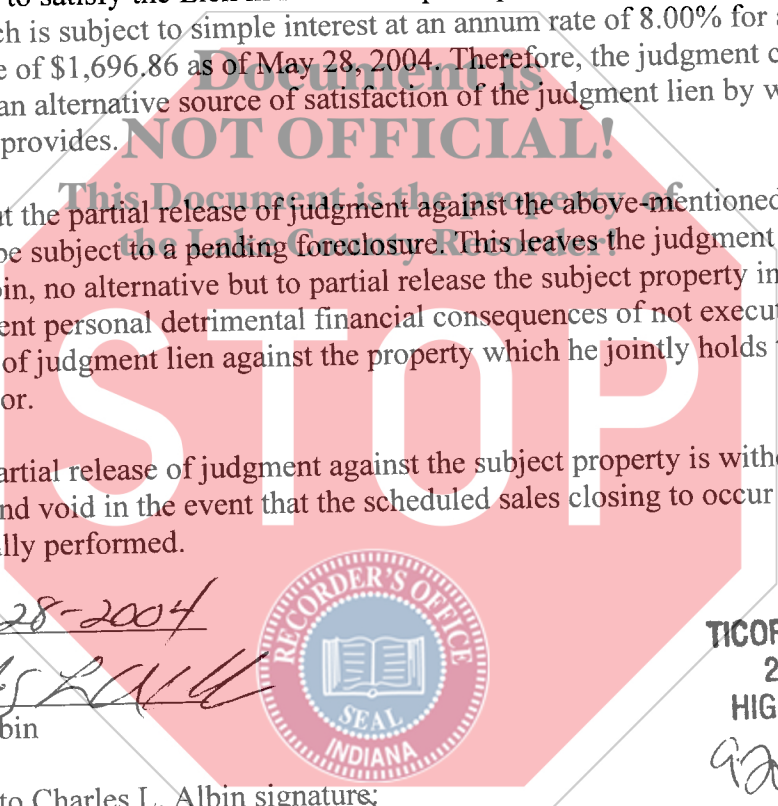 to satisfy the Lien
ch is subject to simple interest at an annum rate of 8.00% for
e of $1,696.86 as of May 28, 2004. Therefore, the judgment c
Document is
an alternative source of satisfaction of the judgment lien by w
provides.
NOT OFFICIAL!
This Document is the property of
t the partial release of judgment against the above-mentioned
the Lake County Recorder!
be subject to a pending foreclosure. This leaves the judgment
in, no alternative but to partial release the subject property in
ent personal detrimental financial consequences of not execut
of judgment lien against the property which he jointly holds
or.
STOP
artial release of judgment against the subject property is with
nd void in the event that the scheduled sales closing to occur
lly performed.
28-2004
bin
RECORDER'S OFFICE
SEAL
INDIANA
TICOR
2
HIG
to Charles L. Albin signature: